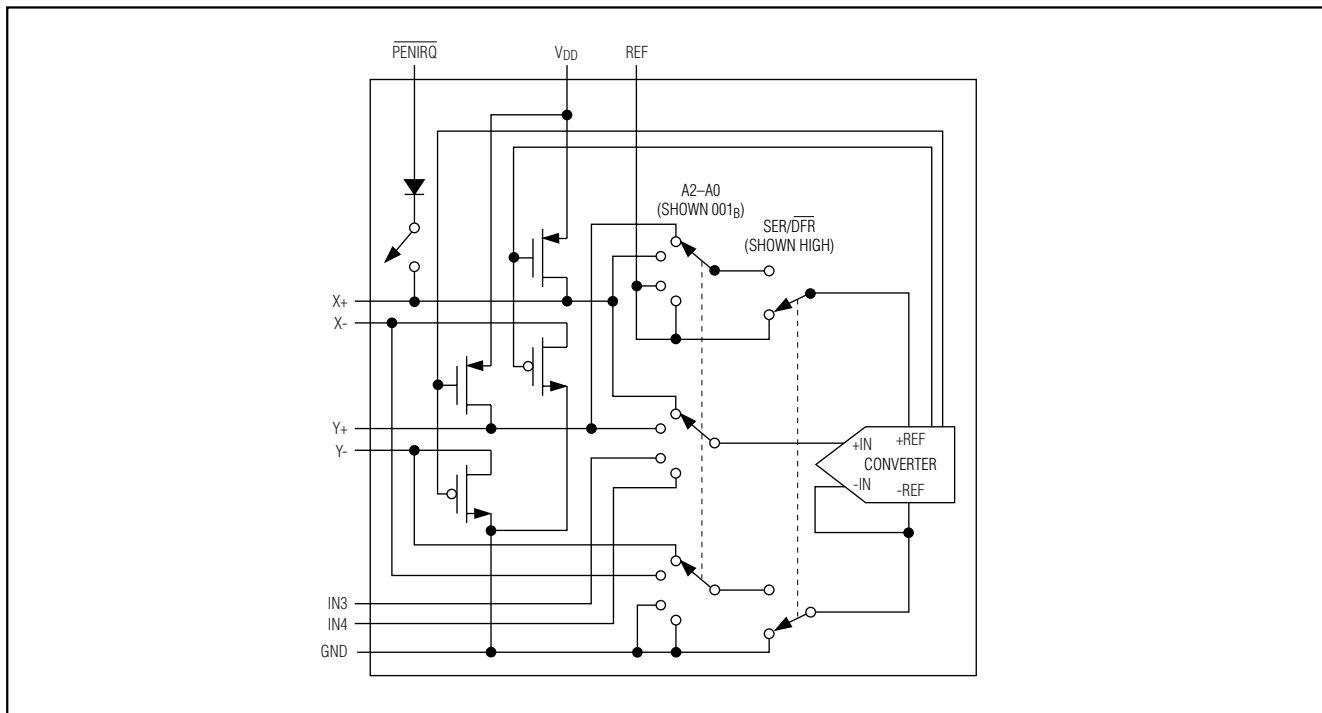 PENIRQ
VDD
REF
A2–A0
(SHOWN 001B)
SER/DFR
(SHOWN HIGH)
X+
X-
Y+
Y-
+IN
+REF
CONVERTER
-IN
-REF
IN3
IN4
GND